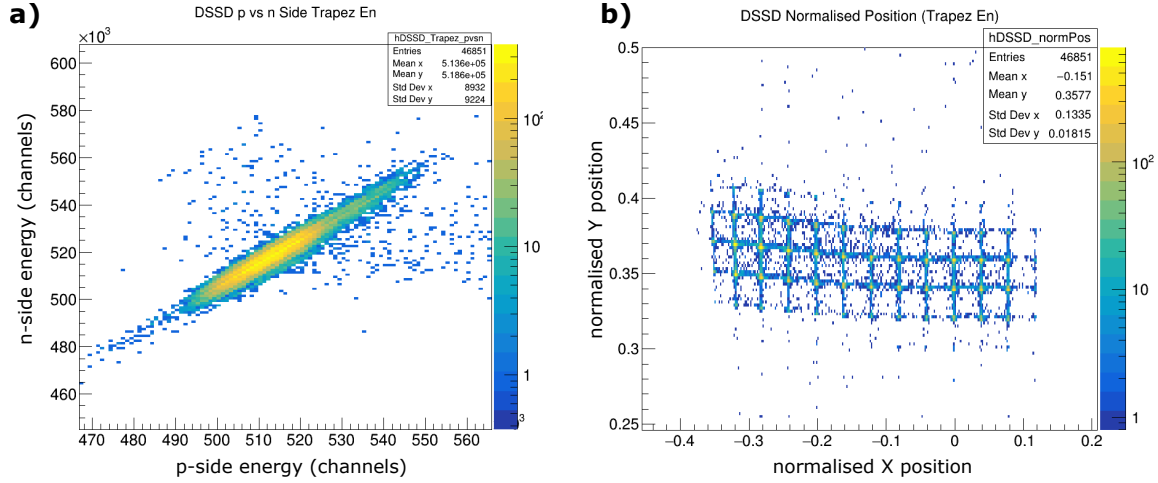 a)
DSSD p vs n Side Trapez En
×10³
hDSSD_Trapez_pvsn
Entries 46851
Mean x 5.136e+05
Mean y 5.186e+05
Std Dev x 8932
Std Dev y 9224
n-side energy (channels)
600
580
560
540
520
500
480
460
470 480 490 500 510 520 530 540 550 560
3
p-side energy (channels)
10²
10
1
b)
DSSD Normalised Position (Trapez En)
hDSSD_normPos
Entries 46851
Mean x −0.151
Mean y 0.3577
Std Dev x 0.1335
Std Dev y 0.01815
normalised Y position
0.5
0.45
0.4
0.35
0.3
0.25
−0.4 −0.3 −0.2 −0.1 0 0.1 0.2
normalised X position
10²
10
1